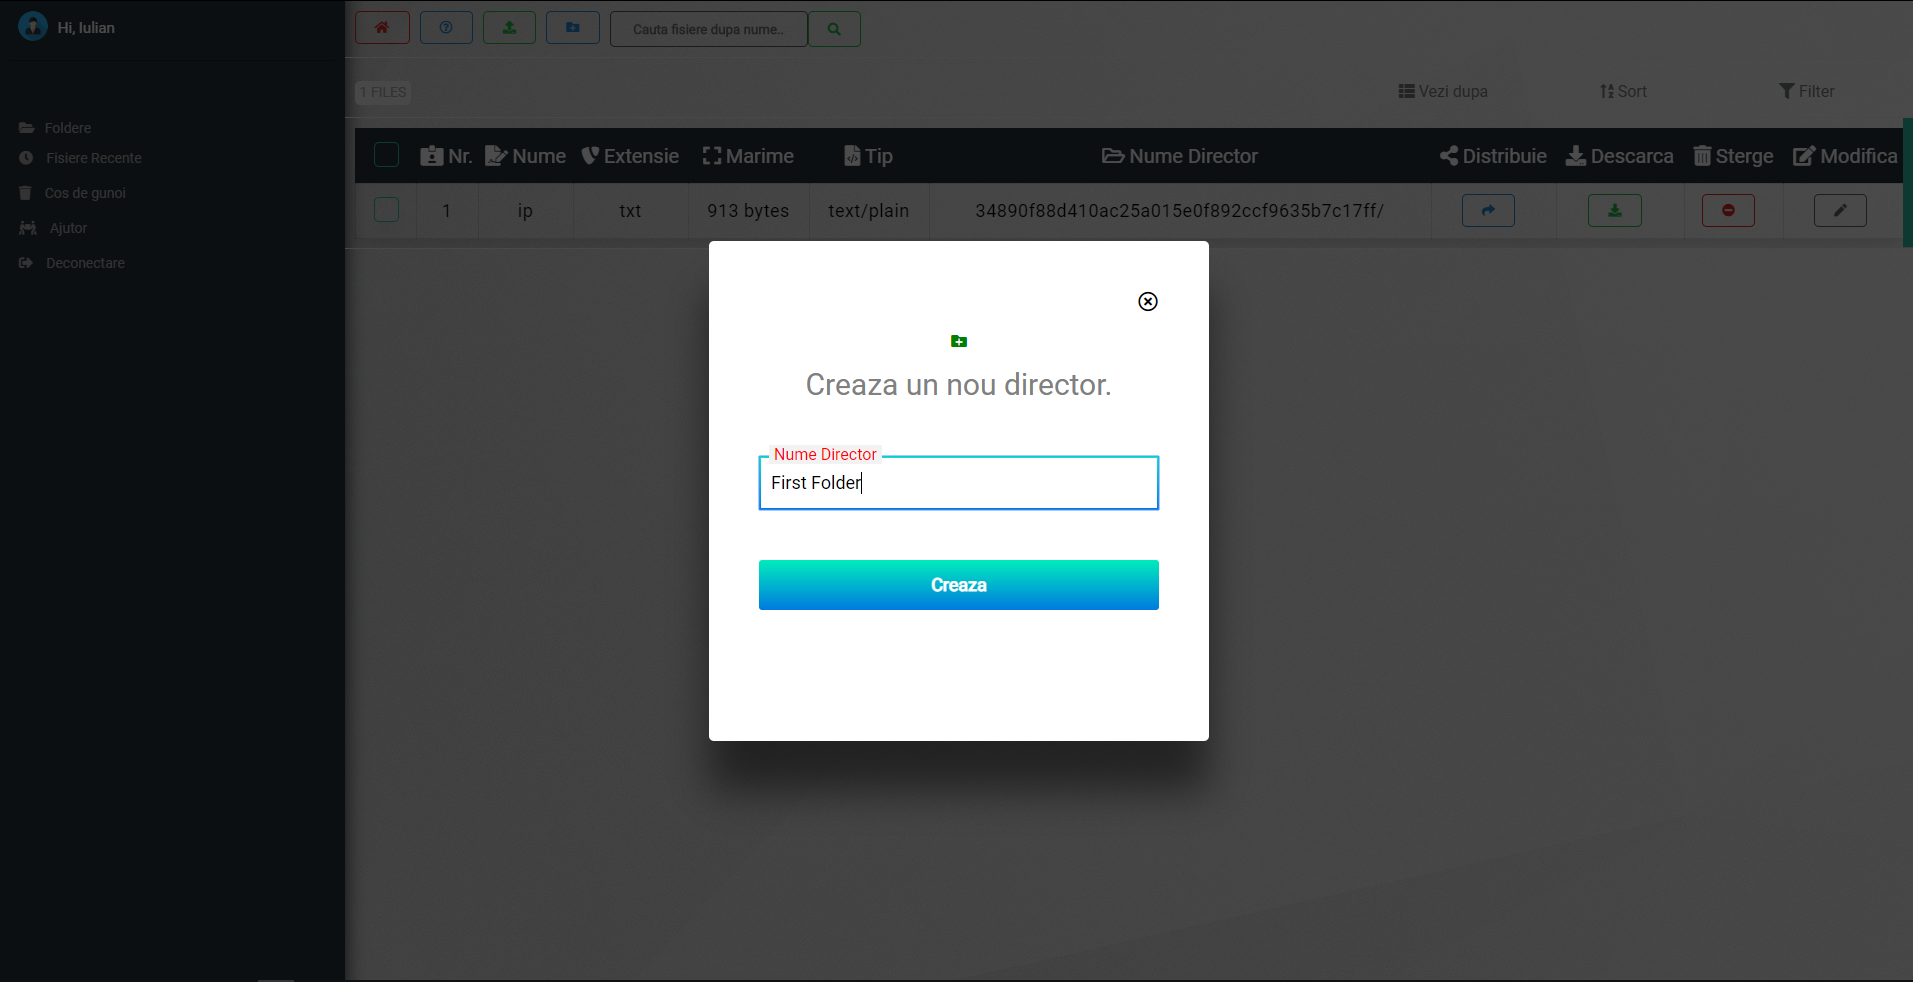 Hi, Iulian
Foldere
Fisiere Recente
Cos de gunoi
Ajutor
Deconectare
Cauta fisiere dupa nume..
1 FILES
Vezi dupa
Sort
Filter
Nr. Nume Extensie Marime Tip Nume Director Distribuie Descarca Sterge Modifica
1 ip txt 913 bytes text/plain 34890f88d410ac25a015e0f892ccf9635b7c17ff/
Creaza un nou director.
Nume Director
First Folder
Creaza